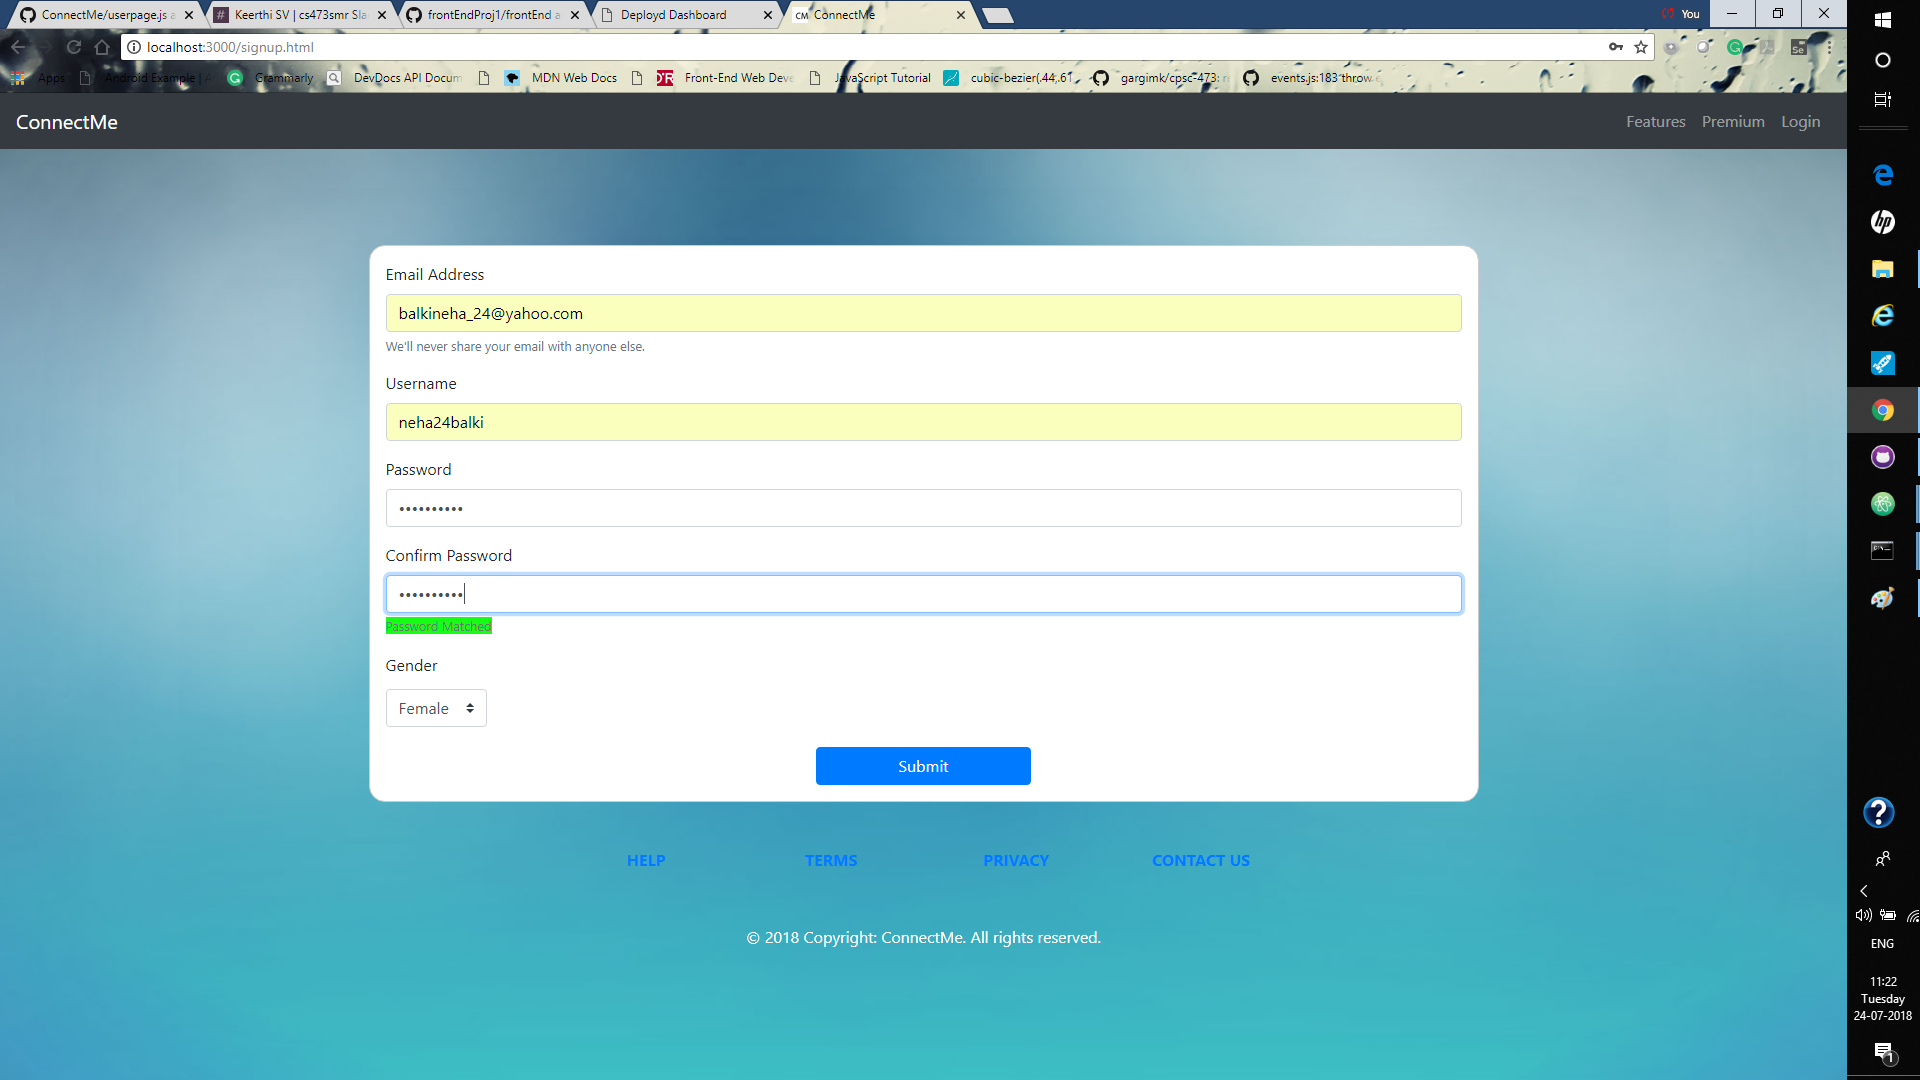 ConnectMe/userpage.js a
Keerthi SV | cs473smr Sla
frontEndProj1/frontEnd a
Deployd Dashboard
CM ConnectMe
You
localhost:3000/signup.html
Apps
Android Example | A
Grammarly
DevDocs API Docum
MDN Web Docs
Front-End Web Deve
JavaScript Tutorial
cubic-bezier(.44,.61
gargimk/cpsc-473: re
events.js:183 throw e
ConnectMe
Features
Premium
Login
Email Address
balkineha_24@yahoo.com
We'll never share your email with anyone else.
Username
neha24balki
Password
••••••••••
Confirm Password
••••••••••
Password Matched
Gender
Female
Submit
HELP
TERMS
PRIVACY
CONTACT US
© 2018 Copyright: ConnectMe. All rights reserved.
ENG
11:22
Tuesday
24-07-2018
1